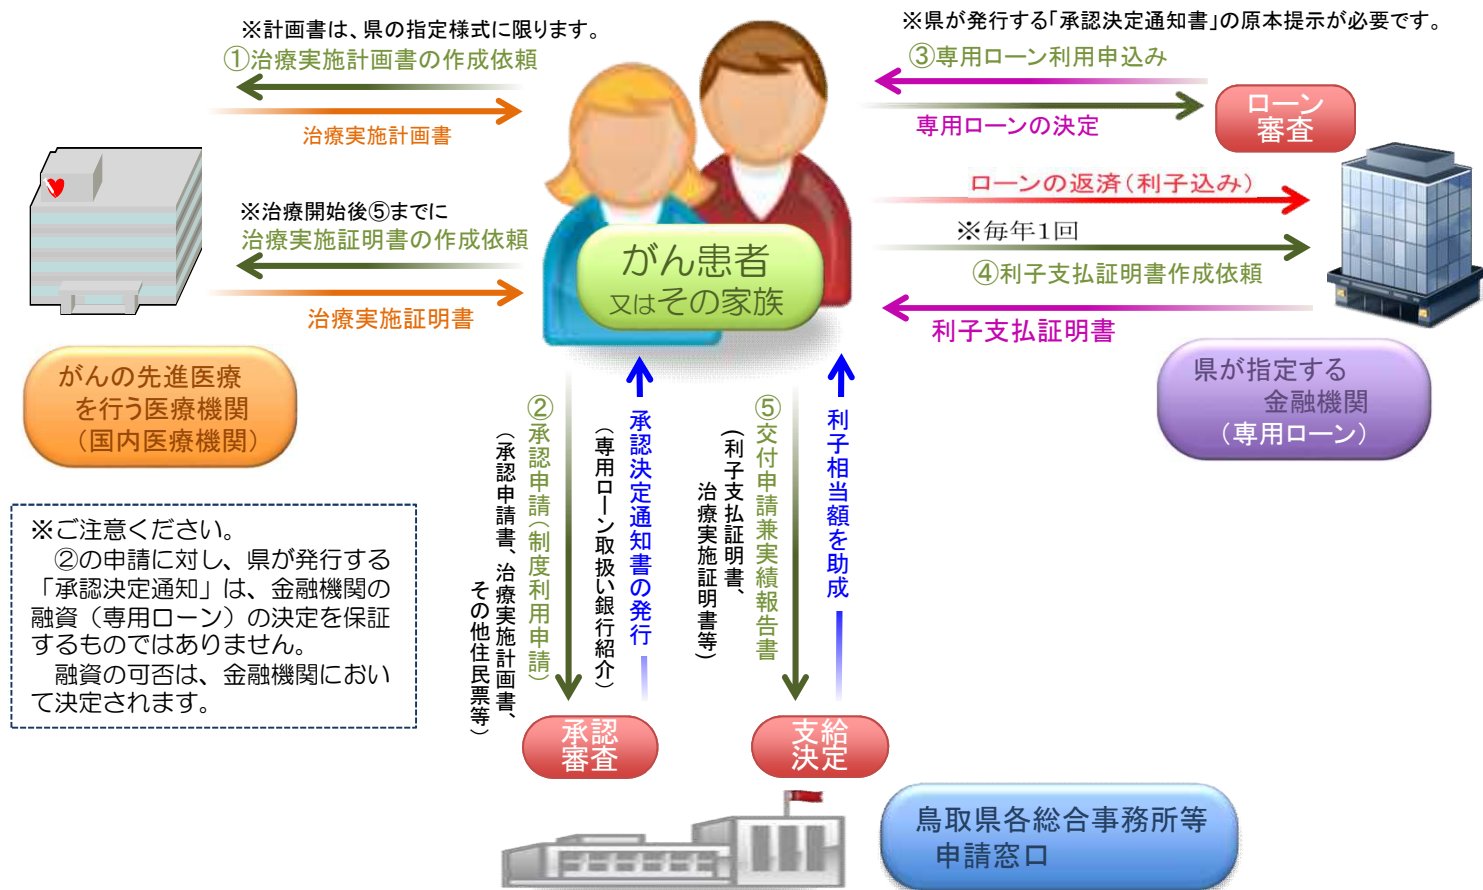 ※計画書は、県の指定様式に限ります。
①治療実施計画書の作成依頼
治療実施計画書
※治療開始後⑤までに
治療実施証明書の作成依頼
治療実施証明書
がんの先進医療
を行う医療機関
（国内医療機関）
がん患者
又はその家族
※県が発行する「承認決定通知書」の原本提示が必要です。
③専用ローン利用申込み
専用ローンの決定
ローン
審査
ローンの返済（利子込み）
※毎年1回
④利子支払証明書作成依頼
利子支払証明書
県が指定する
金融機関
（専用ローン）
②承認申請（制度利用申請）
（承認申請書、治療実施計画書、
その他住民票等）
承認決定通知書の発行
（専用ローン取扱い銀行紹介）
⑤交付申請兼実績報告書
（利子支払証明書、
治療実施証明書等）
利子相当額を助成
※ご注意ください。
②の申請に対し、県が発行する
「承認決定通知」は、金融機関の
融資（専用ローン）の決定を保証
するものではありません。
融資の可否は、金融機関におい
て決定されます。
承認
審査
支給
決定
鳥取県各総合事務所等
申請窓口